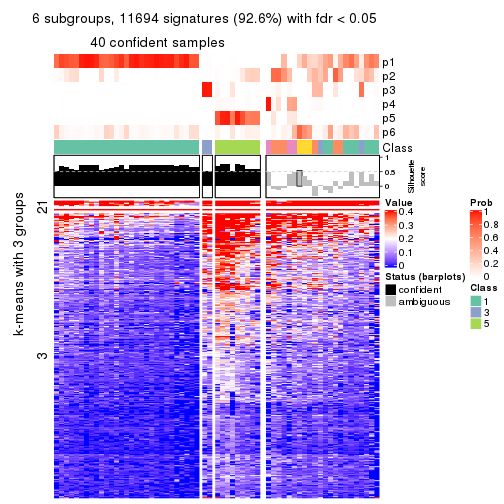 6 subgroups, 11694 signatures (92.6%) with fdr < 0.05
40 confident samples
p1
p2
p3
p4
p5
p6
Class
1
0.5
0
Silhouette
score
k-means with 3 groups
21
3
Value
0.4
0.3
0.2
0.1
0
Status (barplots)
confident
ambiguous
Prob
1
0.8
0.6
0.4
0.2
0
Class
1
3
5